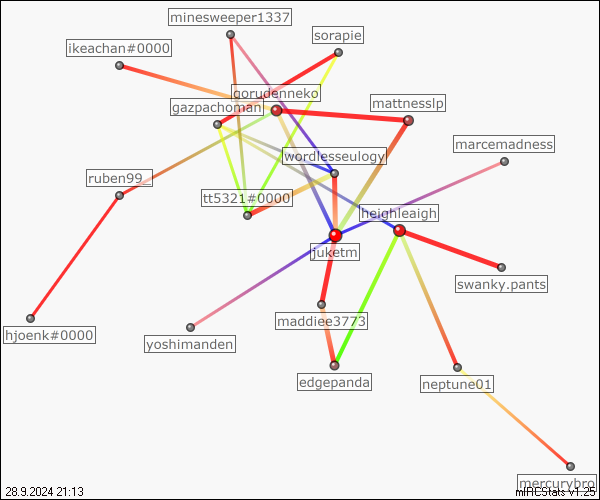 minesweeper1337
sorapie
ikeachan#0000
gorudenneko
gazpachoman
mattnesslp
marcemadness
wordlesseulogy
ruben99_
tt5321#0000
heighleaigh
juketm
swanky.pants
maddiee3773
hjoenk#0000
yoshimanden
edgepanda
neptune01
mercurybro
28.9.2024 21:13
mIRCStats v1.25